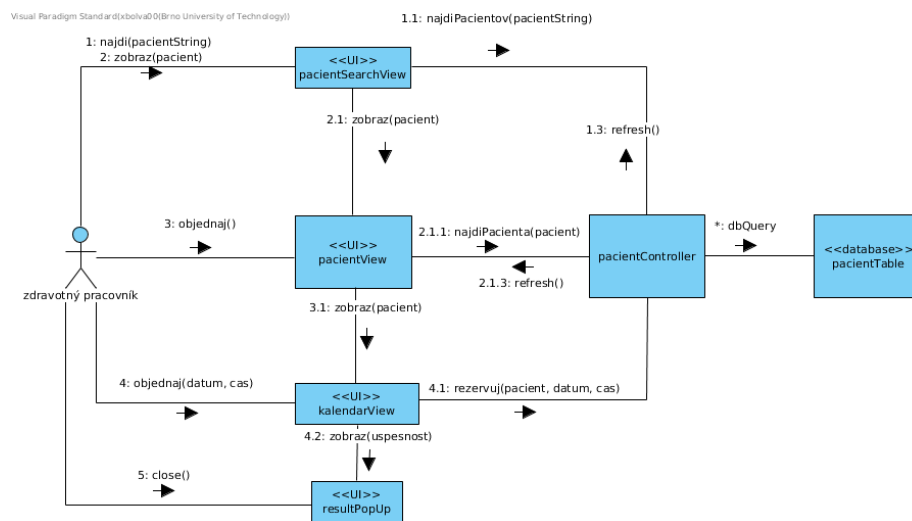 Visual Paradigm Standard(xbolva00(Brno University of Technology))
1.1: najdiPacientov(pacientString)
1: najdi(pacientString)
2: zobraz(pacient)
<<UI>>
pacientSearchView
2.1: zobraz(pacient)
1.3: refresh()
3: objednaj()
<<UI>>
pacientView
2.1.1: najdiPacienta(pacient)
2.1.3: refresh()
pacientController
*: dbQuery
<<database>>
pacientTable
zdravotný pracovník
3.1: zobraz(pacient)
4: objednaj(datum, cas)
<<UI>>
kalendarView
4.1: rezervuj(pacient, datum, cas)
4.2: zobraz(uspesnost)
5: close()
<<UI>>
resultPopUp